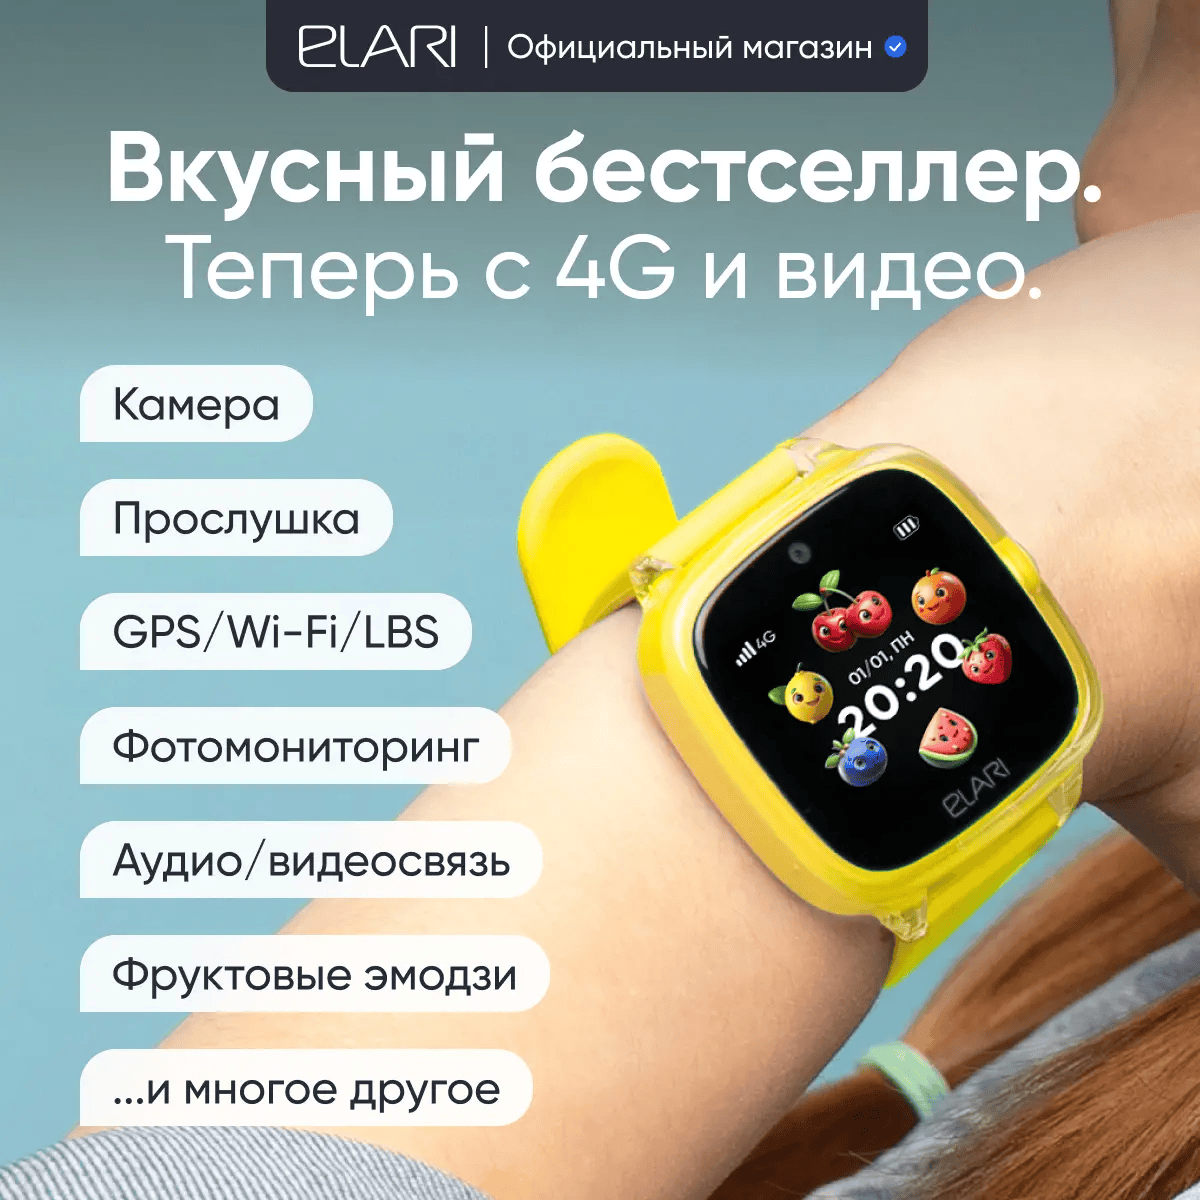 ELARI | Официальный магазин
Вкусный бестселлер.
Теперь с 4G и видео.
Камера
Прослушка
GPS/Wi-Fi/LBS
Фотомониторинг
Аудио/видеосвязь
Фруктовые эмодзи
...и многое другое
4G
01/01, ПН
20:20
ELARI